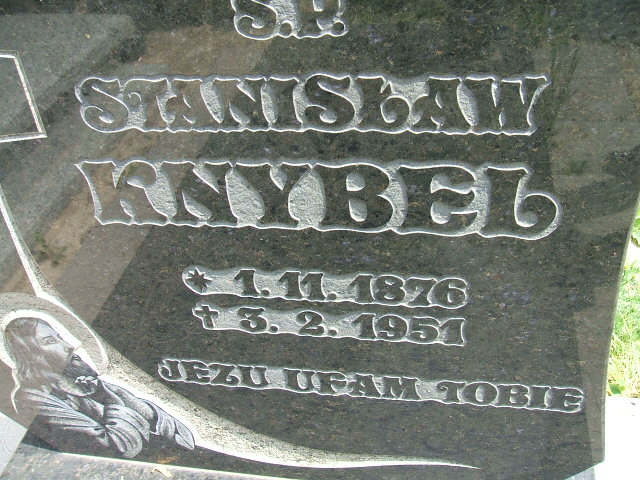 Ś.P.
STANISŁAW
KNYBEL
* 1.11.1876
✝ 3.2.1951
JEZU UFAM TOBIE